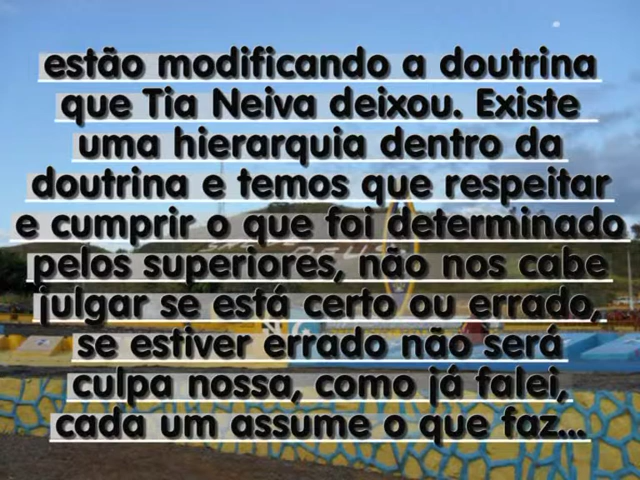 estão modificando a doutrina
que Tia Neiva deixou. Existe
uma hierarquia dentro da
doutrina e temos que respeitar
e cumprir o que foi determinado
pelos superiores, não nos cabe
julgar se está certo ou errado,
se estiver errado não será
culpa nossa, como já falei,
cada um assume o que faz...